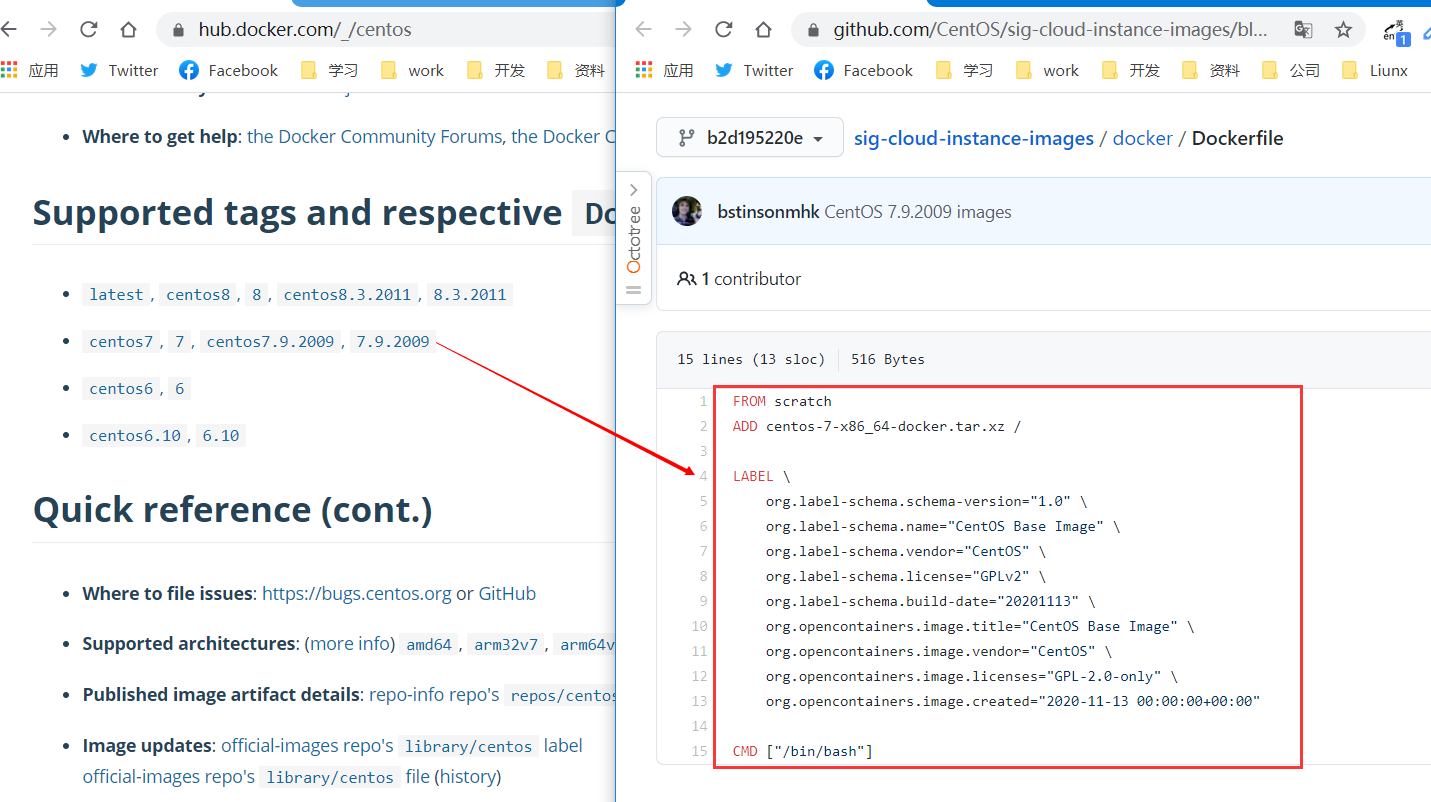 hub.docker.com/_/centos
应用 Twitter Facebook 学习 work 开发 资料
Where to get help: the Docker Community Forums, the Docker C
Supported tags and respective Do
latest , centos8 , 8 , centos8.3.2011 , 8.3.2011
centos7 , 7 , centos7.9.2009 , 7.9.2009
centos6 , 6
centos6.10 , 6.10
Quick reference (cont.)
Where to file issues: https://bugs.centos.org or GitHub
Supported architectures: (more info) amd64 , arm32v7 , arm64v
Published image artifact details: repo-info repo's repos/centos
Image updates: official-images repo's library/centos label
official-images repo's library/centos file (history)
github.com/CentOS/sig-cloud-instance-images/bl...
英 en 1
应用 Twitter Facebook 学习 work 开发 资料 公司 Liunx
b2d195220e sig-cloud-instance-images / docker / Dockerfile
Octotree
bstinsonmhk CentOS 7.9.2009 images
1 contributor
15 lines (13 sloc) 516 Bytes
1 FROM scratch
2 ADD centos-7-x86_64-docker.tar.xz /
3
4 LABEL \
5 org.label-schema.schema-version="1.0" \
6 org.label-schema.name="CentOS Base Image" \
7 org.label-schema.vendor="CentOS" \
8 org.label-schema.license="GPLv2" \
9 org.label-schema.build-date="20201113" \
10 org.opencontainers.image.title="CentOS Base Image" \
11 org.opencontainers.image.vendor="CentOS" \
12 org.opencontainers.image.licenses="GPL-2.0-only" \
13 org.opencontainers.image.created="2020-11-13 00:00:00+00:00"
14
15 CMD ["/bin/bash"]